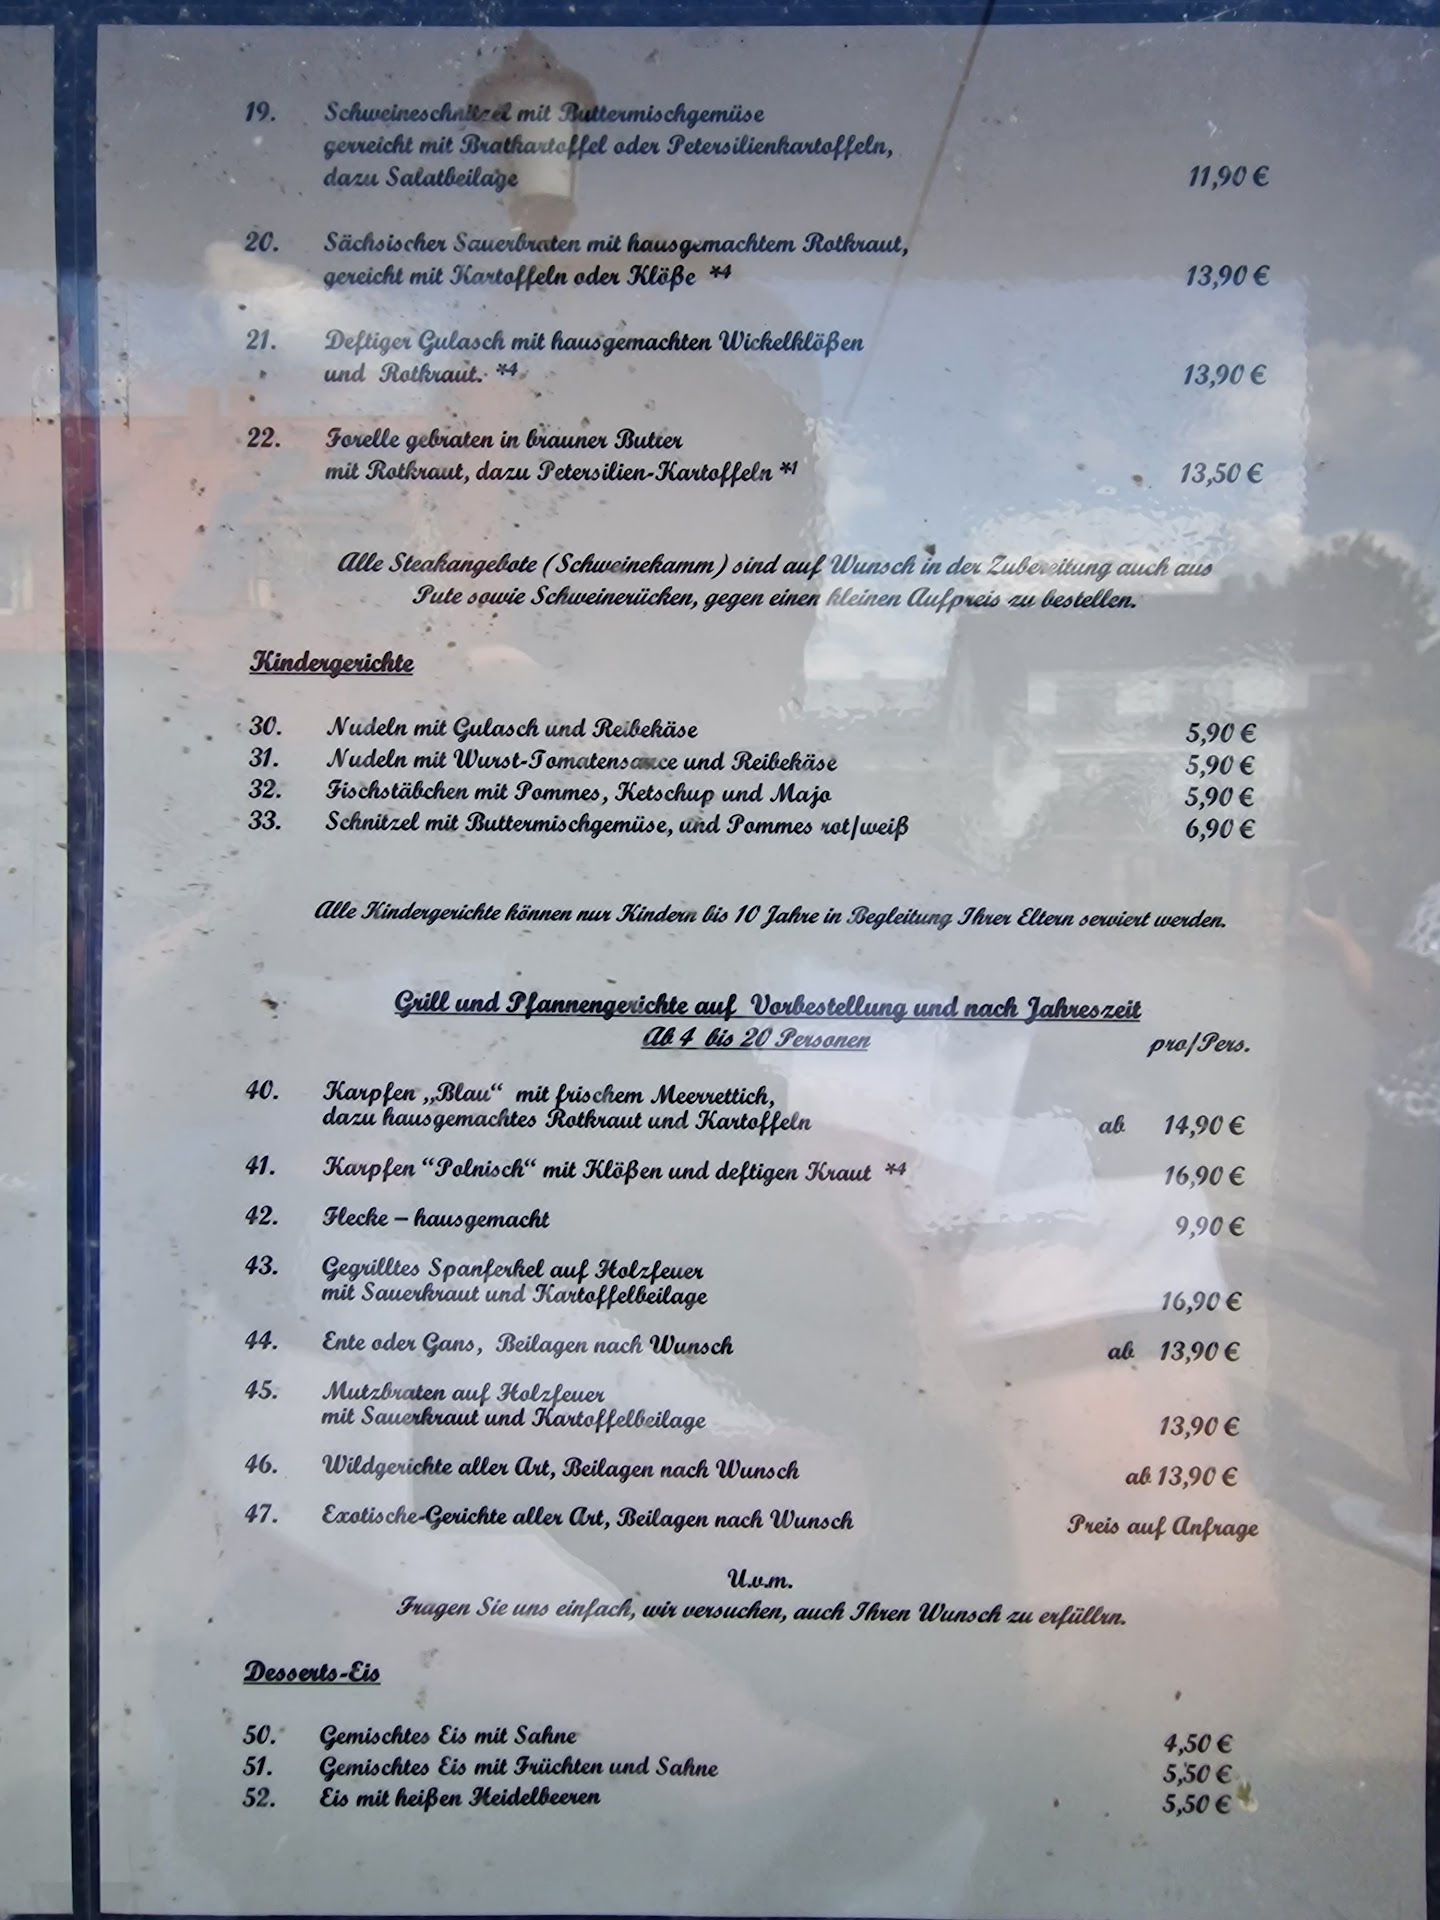 19. Schweineschnitzel mit Buttermischgemüse
gerreicht mit Bratkartoffel oder Petersilienkartoffeln,
dazu Salatbeilage 11,90 €
20. Sächsischer Sauerbraten mit hausgemachtem Rotkraut,
gereicht mit Kartoffeln oder Klöße *4 13,90 €
21. Deftiger Gulasch mit hausgemachten Wickelklößen
und Rotkraut. *4 13,90 €
22. Forelle gebraten in brauner Butter
mit Rotkraut, dazu Petersilien-Kartoffeln *1 13,50 €
Alle Steakangebote (Schweinekamm) sind auf Wunsch in der Zubereitung auch aus
Pute sowie Schweinerücken, gegen einen kleinen Aufpreis zu bestellen.
Kindergerichte
30. Nudeln mit Gulasch und Reibekäse 5,90 €
31. Nudeln mit Wurst-Tomatensauce und Reibekäse 5,90 €
32. Fischstäbchen mit Pommes, Ketschup und Majo 5,90 €
33. Schnitzel mit Buttermischgemüse, und Pommes rot/weiß 6,90 €
Alle Kindergerichte können nur Kindern bis 10 Jahre in Begleitung Ihrer Eltern serviert werden.
Grill und Pfannengerichte auf Vorbestellung und nach Jahreszeit
Ab 4 bis 20 Personen pro/Pers.
40. Karpfen „Blau“ mit frischem Meerrettich,
dazu hausgemachtes Rotkraut und Kartoffeln ab 14,90 €
41. Karpfen “Polnisch“ mit Klößen und deftigen Kraut *4 16,90 €
42. Flecke – hausgemacht 9,90 €
43. Gegrilltes Spanferkel auf Holzfeuer
mit Sauerkraut und Kartoffelbeilage 16,90 €
44. Ente oder Gans, Beilagen nach Wunsch ab 13,90 €
45. Mutzbraten auf Holzfeuer
mit Sauerkraut und Kartoffelbeilage 13,90 €
46. Wildgerichte aller Art, Beilagen nach Wunsch ab 13,90 €
47. Exotische-Gerichte aller Art, Beilagen nach Wunsch Preis auf Anfrage
U.v.m.
Fragen Sie uns einfach, wir versuchen, auch Ihren Wunsch zu erfüllrn.
Desserts-Eis
50. Gemischtes Eis mit Sahne 4,50 €
51. Gemischtes Eis mit Früchten und Sahne 5,50 €
52. Eis mit heißen Heidelbeeren 5,50 €